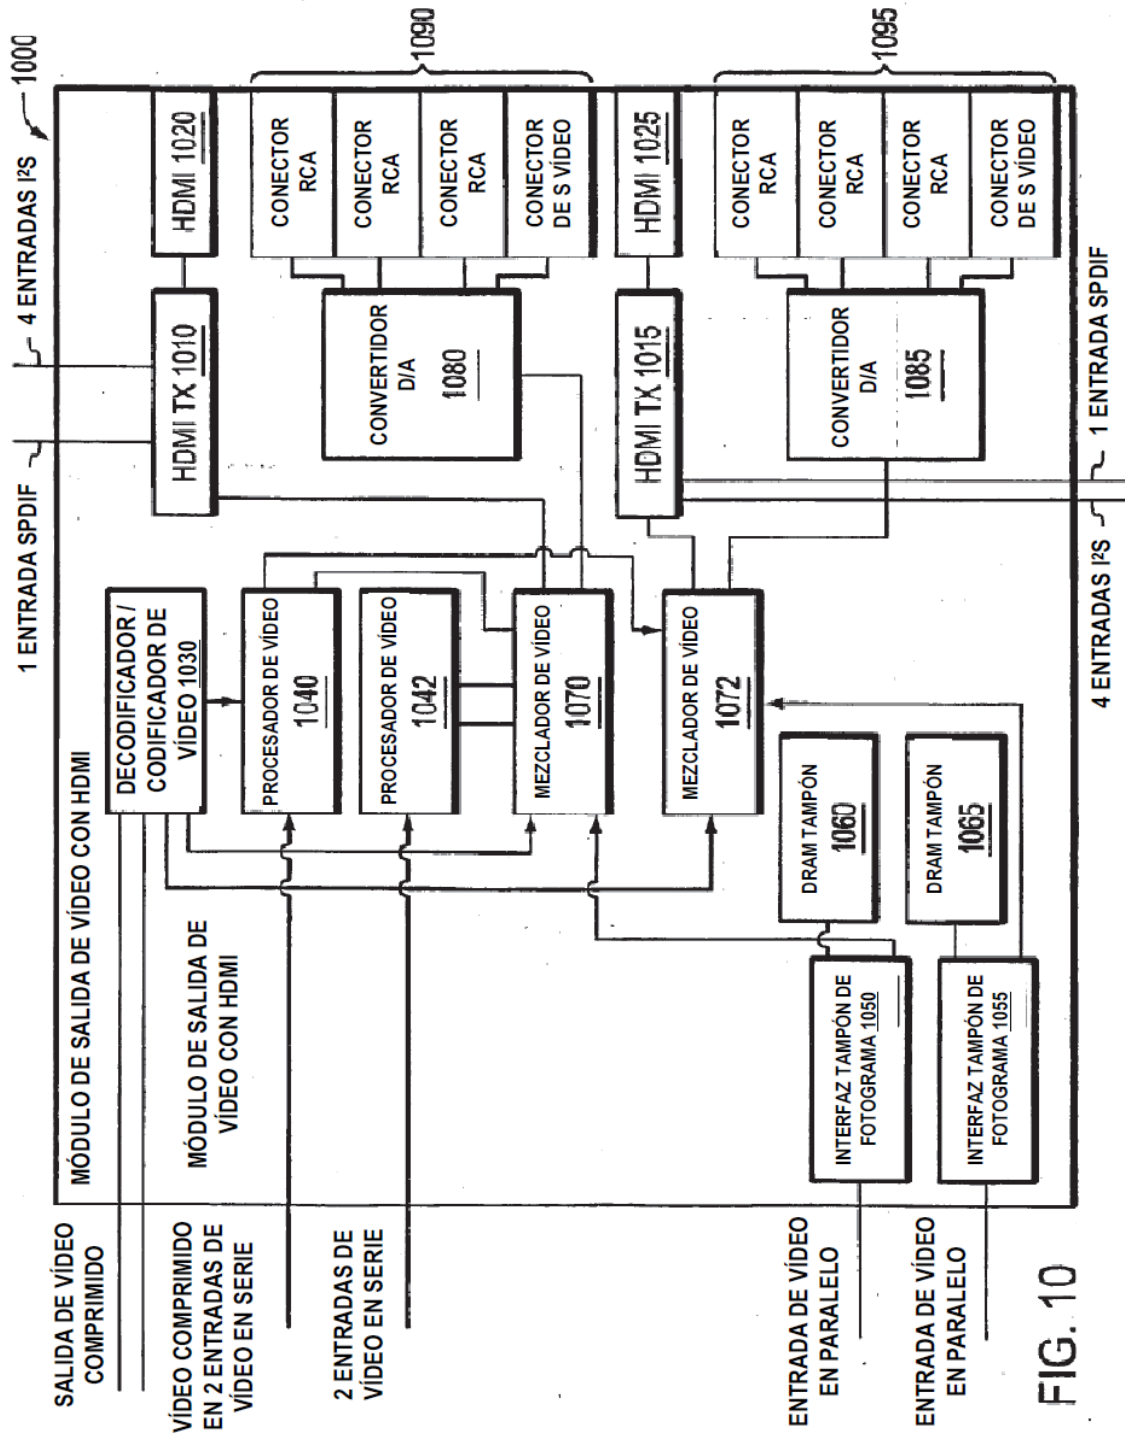 1000
4 ENTRADAS I²S
1 ENTRADA SPDIF
MÓDULO DE SALIDA DE VÍDEO CON HDMI
SALIDA DE VÍDEO
COMPRIMIDO
DECODIFICADOR /
CODIFICADOR DE
VÍDEO 1030
HDMI TX 1010
HDMI 1020
MÓDULO DE SALIDA DE
VÍDEO CON HDMI
VÍDEO COMPRIMIDO
EN 2 ENTRADAS DE
VÍDEO EN SERIE
PROCESADOR DE VÍDEO
1040
2 ENTRADAS DE
VÍDEO EN SERIE
PROCESADOR DE VÍDEO
1042
CONVERTIDOR
D/A
1080
CONECTOR
RCA
CONECTOR
RCA
CONECTOR
RCA
CONECTOR
DE S VÍDEO
1090
MEZCLADOR DE VÍDEO
1070
MEZCLADOR DE VÍDEO
1072
HDMI TX 1015
HDMI 1025
ENTRADA DE VÍDEO
EN PARALELO
INTERFAZ TAMPÓN DE
FOTOGRAMA 1050
DRAM TAMPÓN
1060
ENTRADA DE VÍDEO
EN PARALELO
INTERFAZ TAMPÓN DE
FOTOGRAMA 1055
DRAM TAMPÓN
1065
CONVERTIDOR
D/A
1085
CONECTOR
RCA
CONECTOR
RCA
CONECTOR
RCA
CONECTOR
DE S VÍDEO
1095
4 ENTRADAS I²S
1 ENTRADA SPDIF
FIG. 10